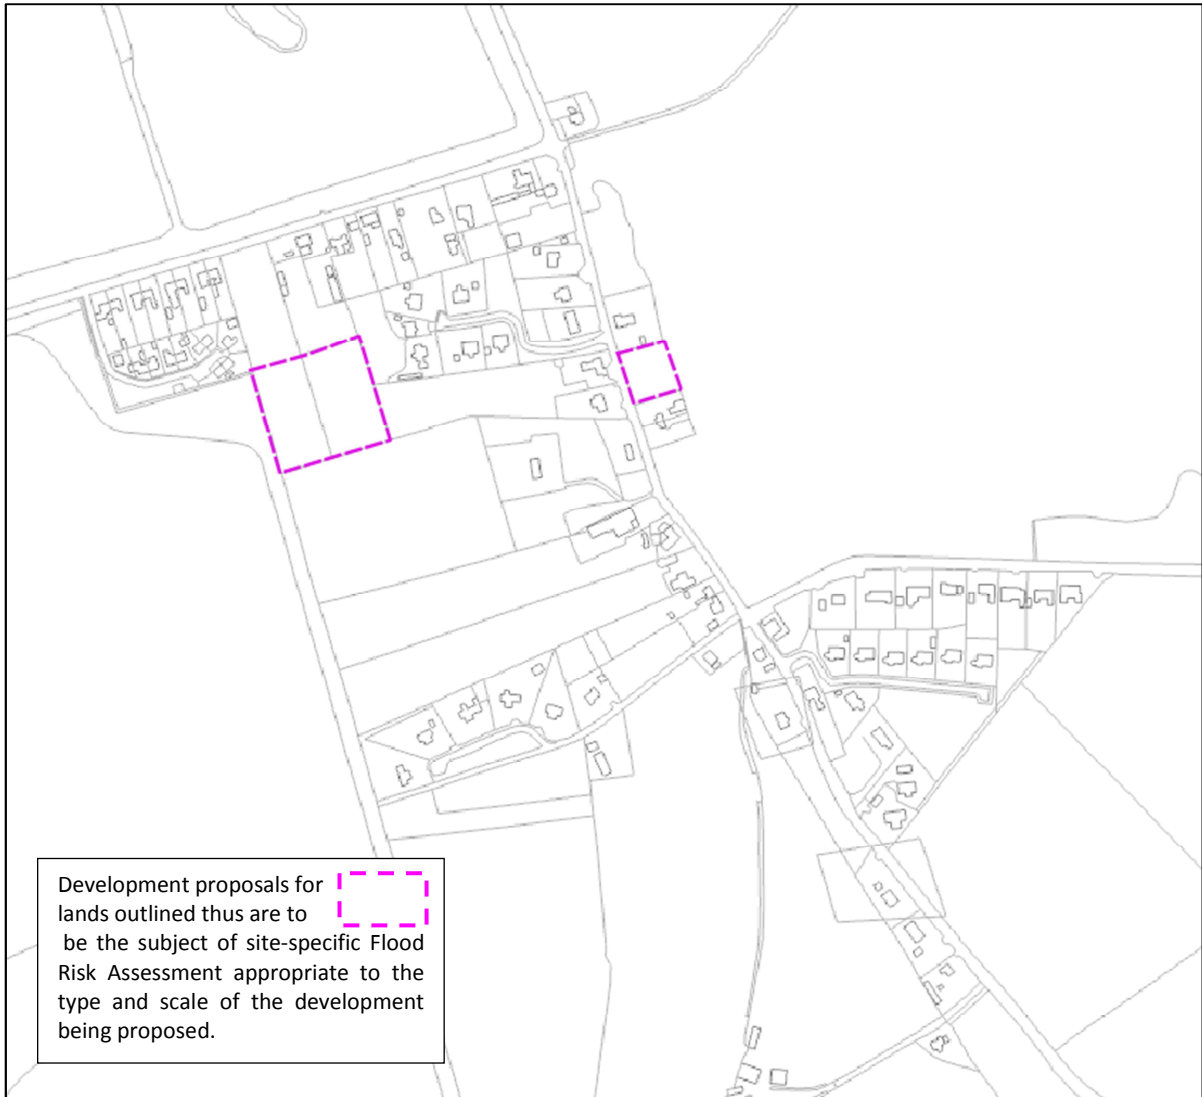 Development proposals for
lands outlined thus are to
be the subject of site-specific Flood
Risk Assessment appropriate to the
type and scale of the development
being proposed.